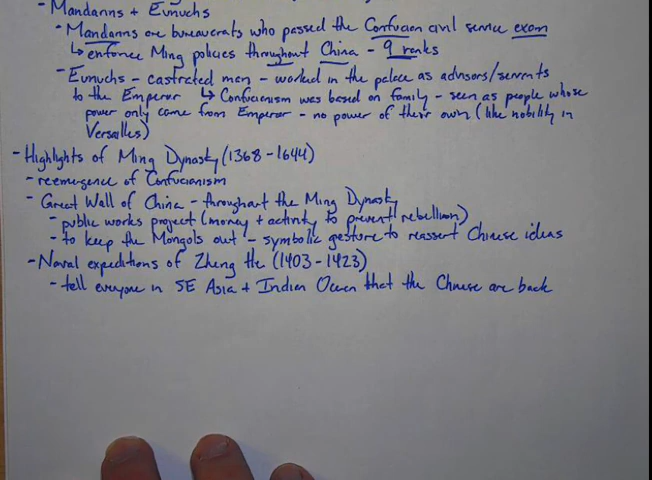 - Mandarins + Eunuchs
- Mandarins are bureaucrats who passed the Confucian civil service exam
↳ enforce Ming policies throughout China - 9 ranks
- Eunuchs - castrated men - worked in the palace as advisors/servants
to the Emperor ↳ Confucianism was based on family - seen as people whose
power only came from Emperor - no power of their own (like nobility in
Versailles)
- Highlights of Ming Dynasty (1368 - 1644)
- reemergence of Confucianism
- Great Wall of China - throughout the Ming Dynasty
- public works project (money + activity to prevent rebellion)
- to keep the Mongols out - symbolic gesture to reassert Chinese ideas
- Naval expeditions of Zheng He (1403 - 1423)
- tell everyone in SE Asia + Indian Ocean that the Chinese are back